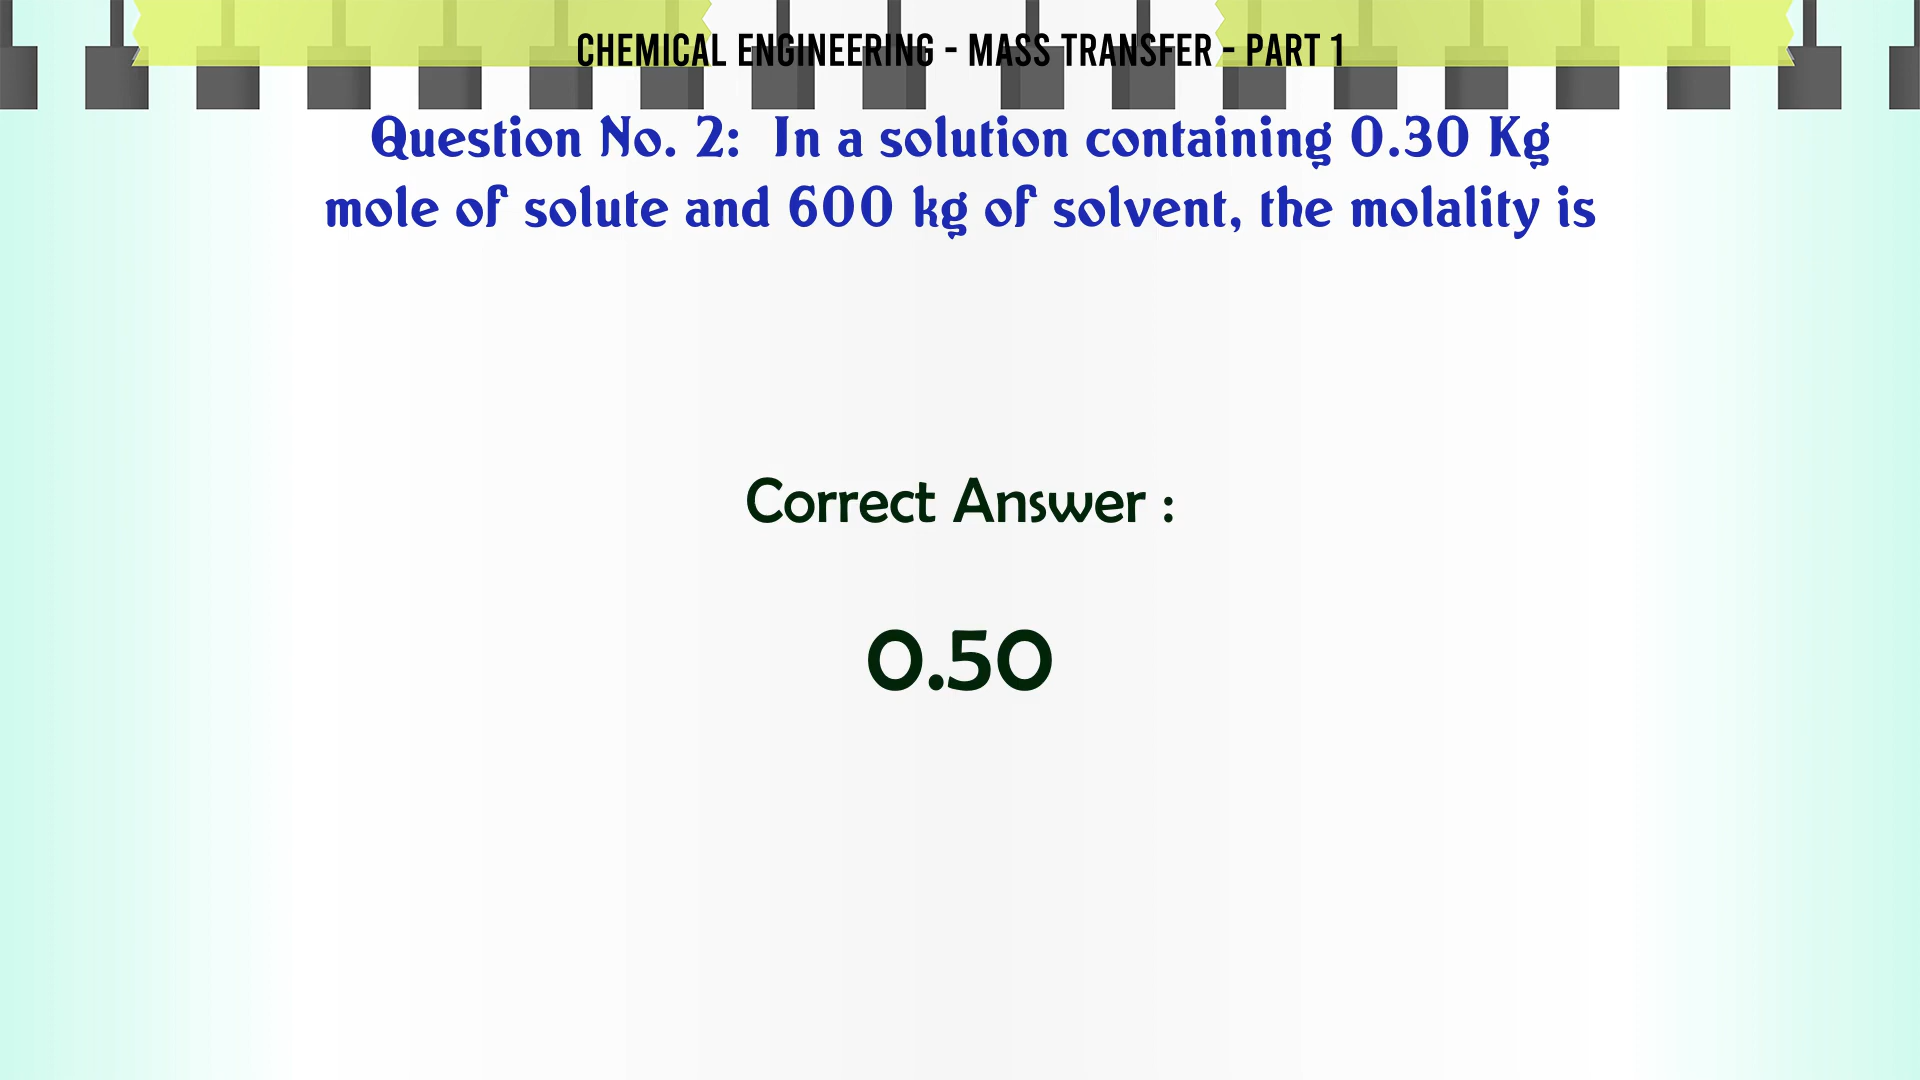 CHEMICAL ENGINEERING - MASS TRANSFER - PART 1
Question No. 2: In a solution containing 0.30 Kg
mole of solute and 600 kg of solvent, the molality is
Correct Answer :
0.50